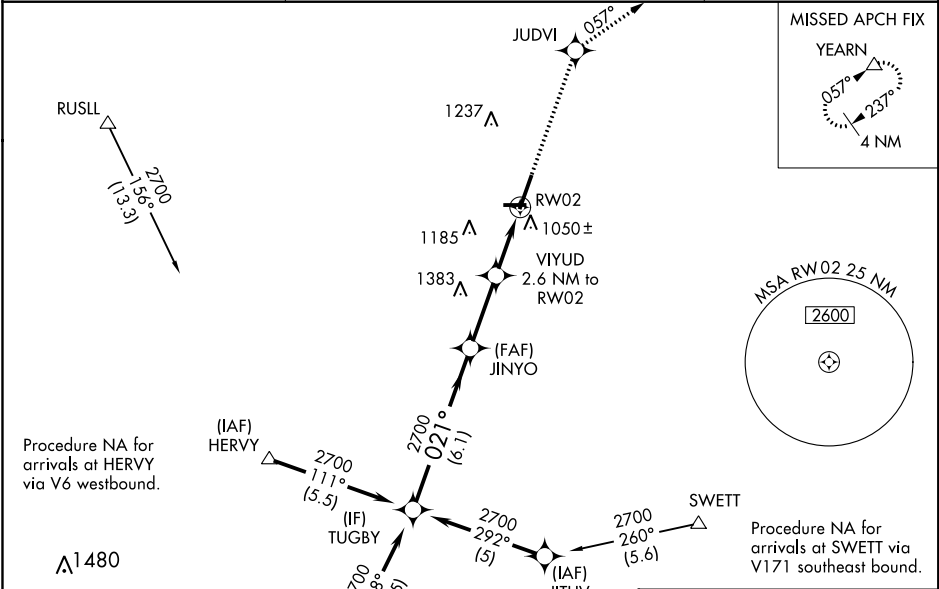 MISSED APCH FIX
YEARN
057°
237°
4 NM
057°
JUDVI
1237
RUSLL
2700
156°
(13.3)
RW02
1050±
1185
VIYUD
2.6 NM to
RW02
1383
MSA RW02 25 NM
2600
(FAF)
JINYO
2700
021°
(6.1)
(IAF)
HERVY
Procedure NA for
arrivals at HERVY
via V6 westbound.
2700
111°
(5.5)
(IF)
TUGBY
2700
292°
(5)
SWETT
2700
260°
(5.6)
Procedure NA for
arrivals at SWETT via
V171 southeast bound.
1480
(IAF)